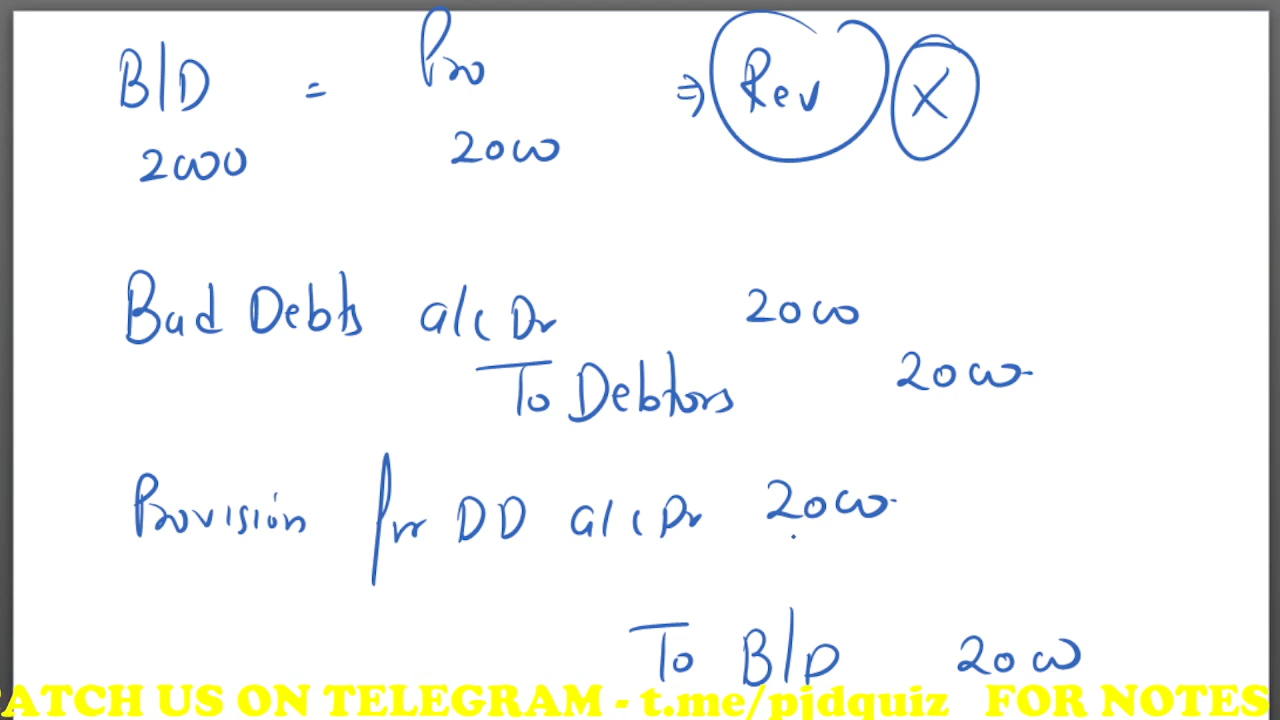 B/D = Pro ⇒ Rev X
2000 2000
Bad Debts a/c Dr 2000
To Debtors 2000
Provision for DD a/c Dr 2000
To B/D 2000
ATCH US ON TELEGRAM - t.me/pjdquiz FOR NOTES